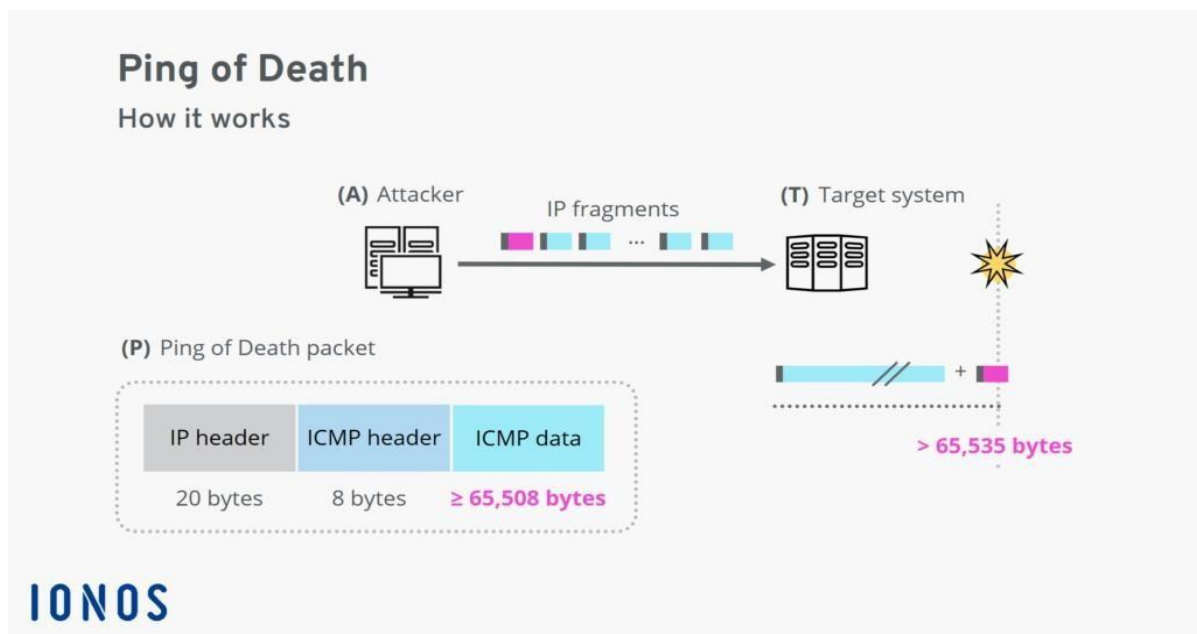 Ping of Death
How it works
(A) Attacker
IP fragments
(T) Target system
...
(P) Ping of Death packet
+
IP header
ICMP header
ICMP data
> 65,535 bytes
20 bytes
8 bytes
≥ 65,508 bytes
IONOS